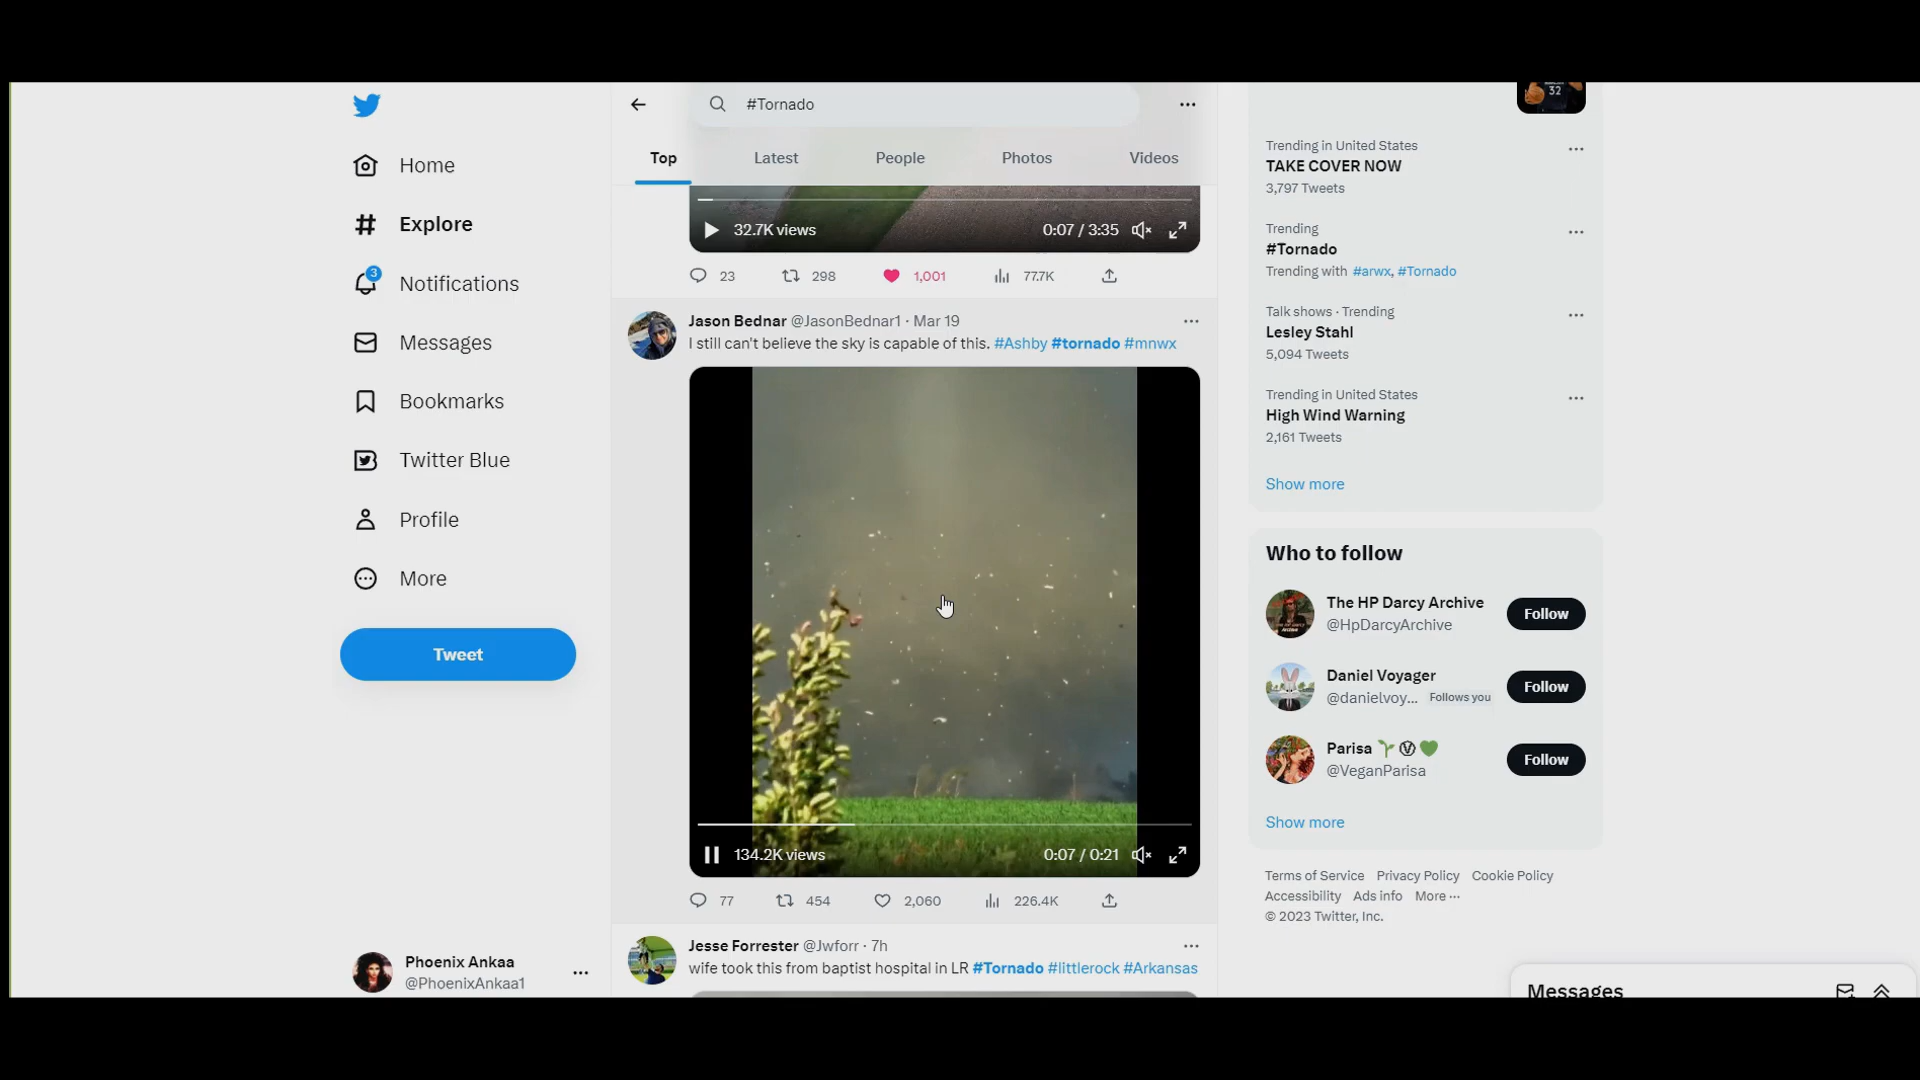 Home
Explore
3
Notifications
Messages
Bookmarks
Twitter Blue
Profile
More
Tweet
Phoenix Ankaa
@PhoenixAnkaa1
#Tornado
Top Latest People Photos Videos
32.7K views 0:07 / 3:35
23 298 1,001 77.7K
Jason Bednar @JasonBednar1 · Mar 19
I still can't believe the sky is capable of this. #Ashby #tornado #mnwx
134.2K views 0:07 / 0:21
77 454 2,060 226.4K
Jesse Forrester @Jwforr · 7h
wife took this from baptist hospital in LR #Tornado #littlerock #Arkansas
32
Trending in United States
TAKE COVER NOW
3,797 Tweets
Trending
#Tornado
Trending with #arwx, #Tornado
Talk shows · Trending
Lesley Stahl
5,094 Tweets
Trending in United States
High Wind Warning
2,161 Tweets
Show more
Who to follow
The HP Darcy Archive
@HpDarcyArchive
Follow
Daniel Voyager
@danielvoy... Follows you
Follow
Parisa
@VeganParisa
Follow
Show more
Terms of Service Privacy Policy Cookie Policy
Accessibility Ads info More ···
© 2023 Twitter, Inc.
Messages